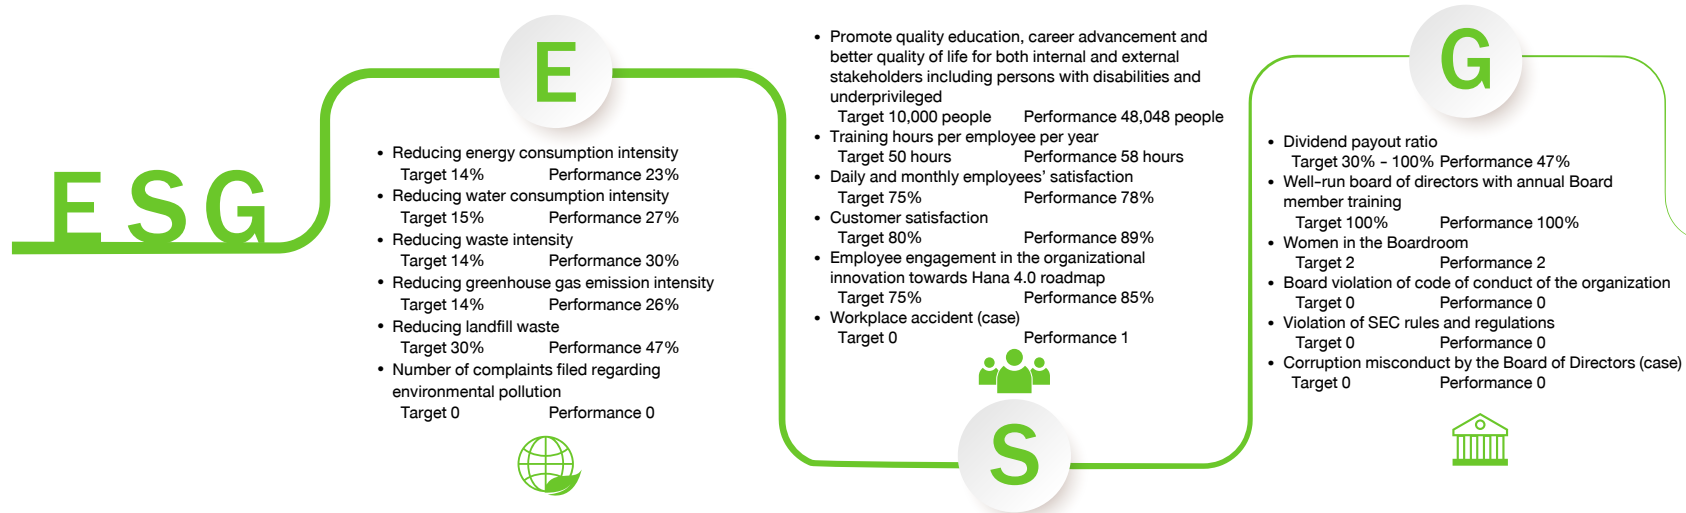 ESG
E
• Reducing energy consumption intensity
Target 14% Performance 23%
• Reducing water consumption intensity
Target 15% Performance 27%
• Reducing waste intensity
Target 14% Performance 30%
• Reducing greenhouse gas emission intensity
Target 14% Performance 26%
• Reducing landfill waste
Target 30% Performance 47%
• Number of complaints filed regarding
environmental pollution
Target 0 Performance 0
• Promote quality education, career advancement and
better quality of life for both internal and external
stakeholders including persons with disabilities and
underprivileged
Target 10,000 people Performance 48,048 people
• Training hours per employee per year
Target 50 hours Performance 58 hours
• Daily and monthly employees’ satisfaction
Target 75% Performance 78%
• Customer satisfaction
Target 80% Performance 89%
• Employee engagement in the organizational
innovation towards Hana 4.0 roadmap
Target 75% Performance 85%
• Workplace accident (case)
Target 0 Performance 1
S
G
• Dividend payout ratio
Target 30% - 100% Performance 47%
• Well-run board of directors with annual Board
member training
Target 100% Performance 100%
• Women in the Boardroom
Target 2 Performance 2
• Board violation of code of conduct of the organization
Target 0 Performance 0
• Violation of SEC rules and regulations
Target 0 Performance 0
• Corruption misconduct by the Board of Directors (case)
Target 0 Performance 0